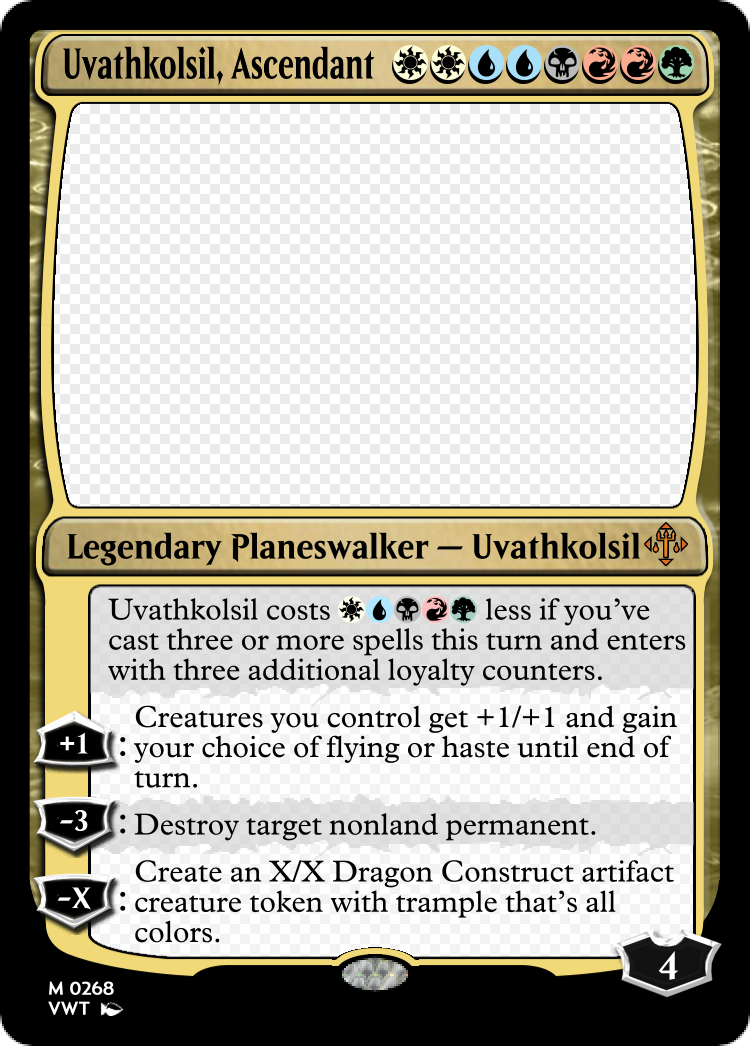 Uvathkolsil, Ascendant
Legendary Planeswalker — Uvathkolsil
Uvathkolsil costs less if you've
cast three or more spells this turn and enters
with three additional loyalty counters.
+1 : Creatures you control get +1/+1 and gain
your choice of flying or haste until end of
turn.
−3 : Destroy target nonland permanent.
−X : Create an X/X Dragon Construct artifact
creature token with trample that's all
colors.
4
M 0268
VWT